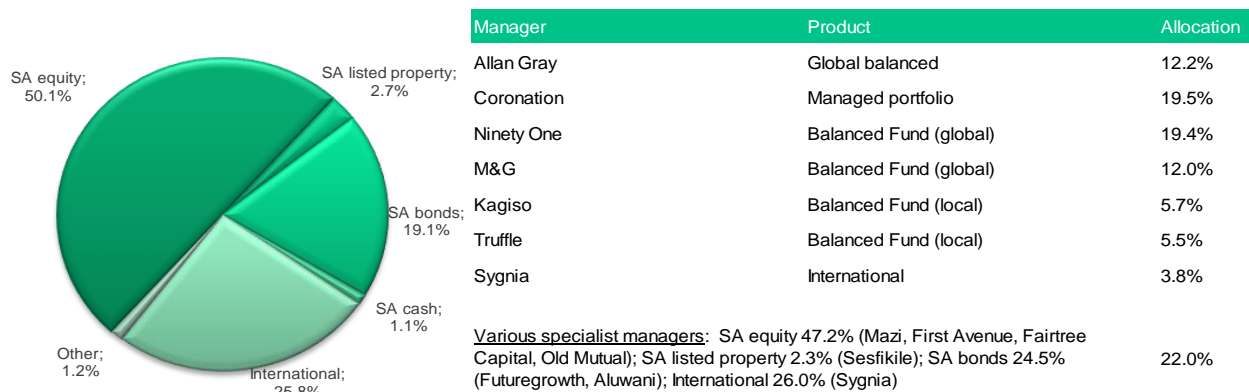 SA equity;
50.1%
SA listed property;
2.7%
SA bonds;
19.1%
SA cash;
1.1%
International;
25.8%
Other;
1.2%
Manager Product Allocation
Allan Gray Global balanced 12.2%
Coronation Managed portfolio 19.5%
Ninety One Balanced Fund (global) 19.4%
M&G Balanced Fund (global) 12.0%
Kagiso Balanced Fund (local) 5.7%
Truffle Balanced Fund (local) 5.5%
Sygnia International 3.8%
Various specialist managers: SA equity 47.2% (Mazi, First Avenue, Fairtree
Capital, Old Mutual); SA listed property 2.3% (Sesfikile); SA bonds 24.5%
(Futuregrowth, Aluwani); International 26.0% (Sygnia)
22.0%